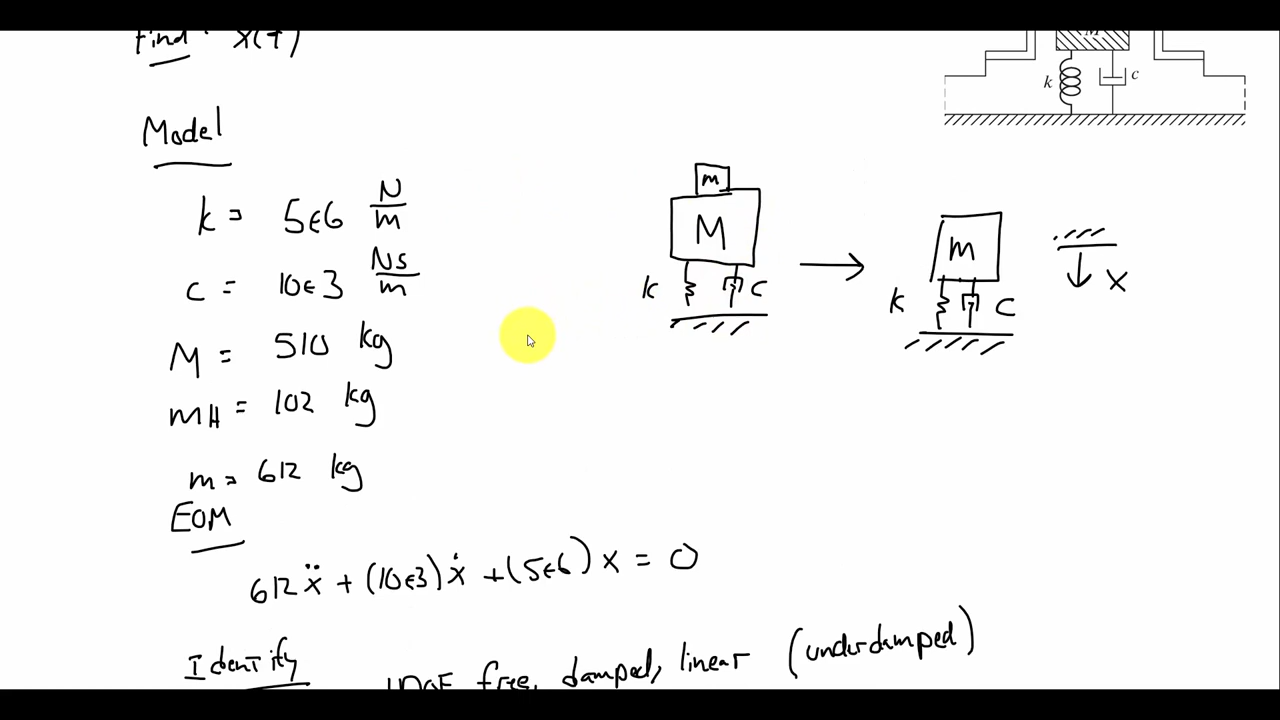 Find : x(t)
M
k c
Model
k = 5e6 N/m
c = 10e3 Ns/m
M = 510 kg
mH = 102 kg
m = 612 kg
m
M
k c
m
k c
x
EOM
612ẍ + (10e3)ẋ + (5e6)x = 0
Identify
1DOF free, damped, linear (underdamped)